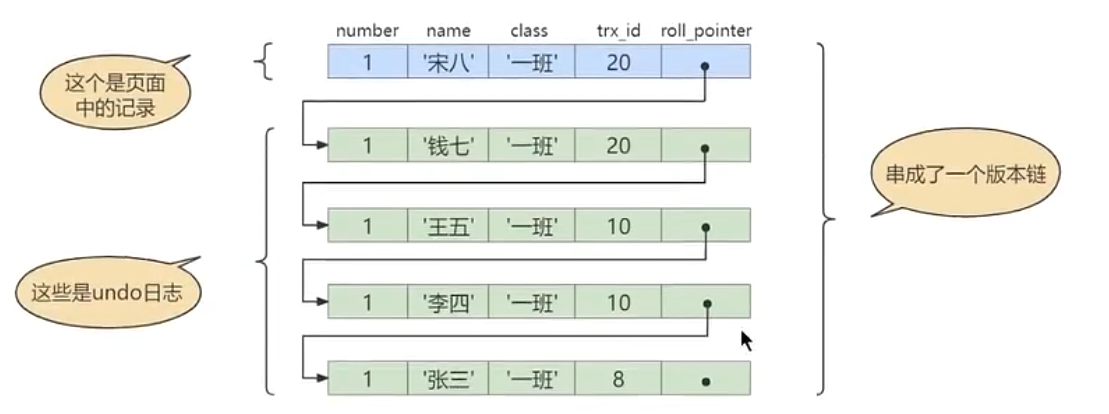 number name class trx_id roll_pointer
1 '宋八' '一班' 20
这个是页面
中的记录
1 '钱七' '一班' 20
串成了一个版本链
1 '王五' '一班' 10
这些是undo日志
1 '李四' '一班' 10
1 '张三' '一班' 8